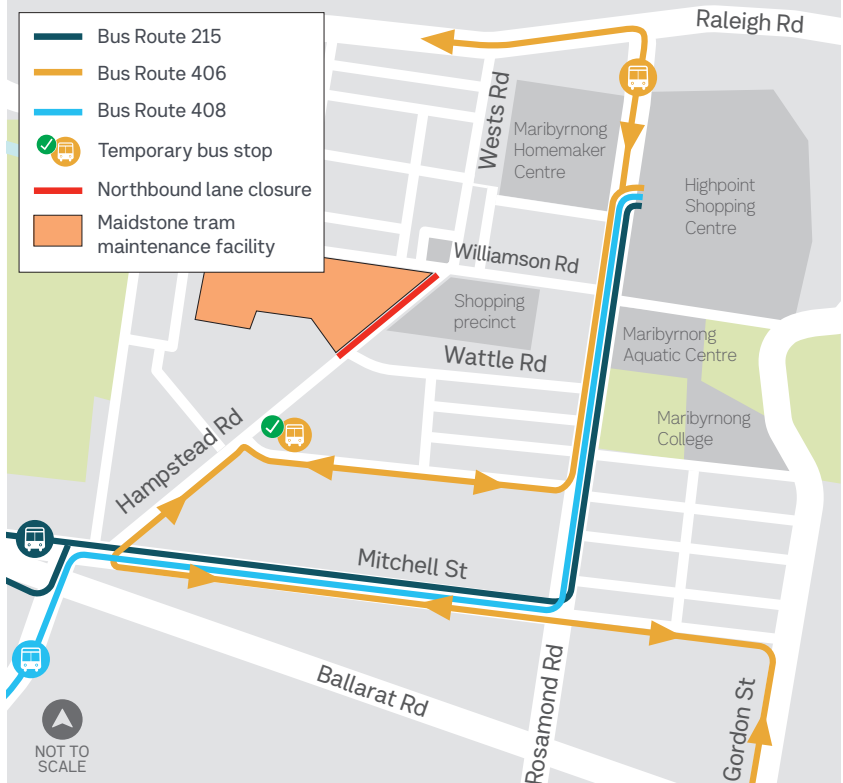 Bus Route 215
Bus Route 406
Bus Route 408
Temporary bus stop
Northbound lane closure
Maidstone tram
maintenance facility
Raleigh Rd
Wests Rd
Maribyrnong
Homemaker
Centre
Highpoint
Shopping
Centre
Williamson Rd
Shopping
precinct
Wattle Rd
Maribyrnong
Aquatic Centre
Maribyrnong
College
Hampstead Rd
Mitchell St
Ballarat Rd
Rosamond Rd
Gordon St
NOT TO
SCALE